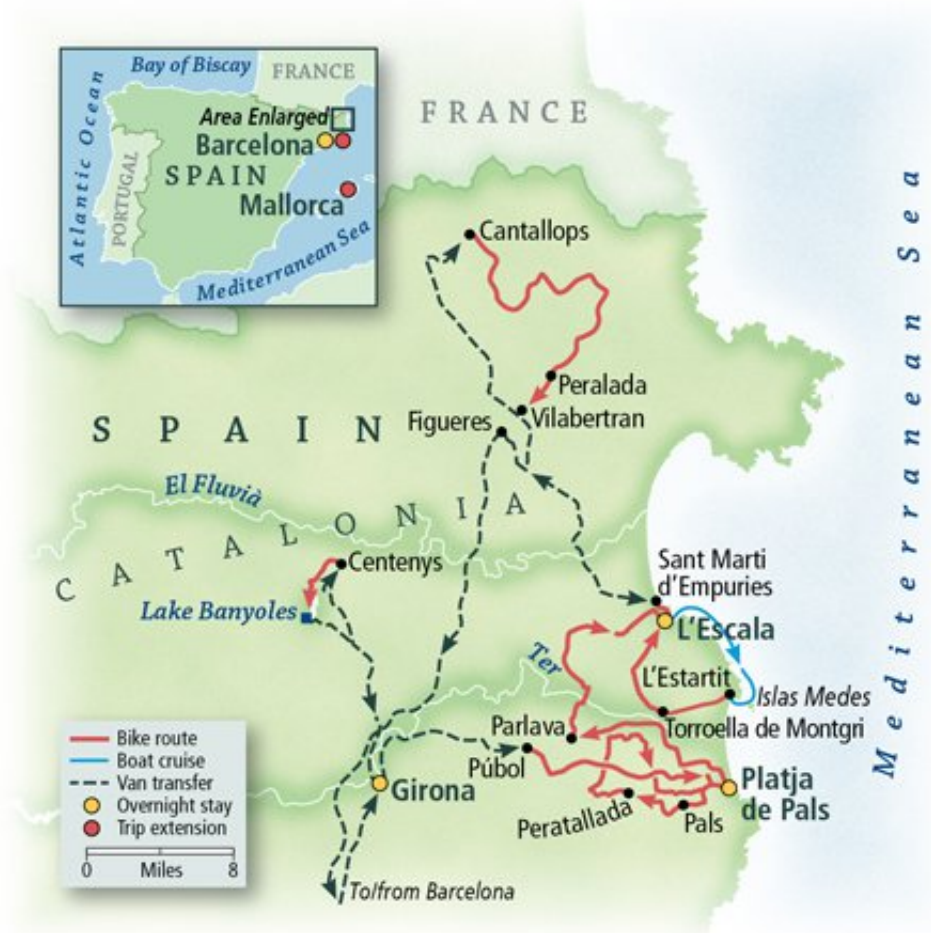 Bay of Biscay
FRANCE
Atlantic Ocean
PORTUGAL
Area Enlarged
Barcelona
SPAIN
Mallorca
Mediterranean Sea
FRANCE
Mediterranean Sea
Cantallops
Peralada
Vilabertran
Figueres
SPAIN
El Fluvià
CATALONIA
Centenys
Lake Banyoles
Sant Marti
d'Empuries
L'Escala
Ter
L'Estartit
Islas Medes
Torroella de Montgri
Parlava
Púbol
Girona
Platja
de Pals
Peratallada
Pals
To/from Barcelona
Bike route
Boat cruise
Van transfer
Overnight stay
Trip extension
0 Miles 8